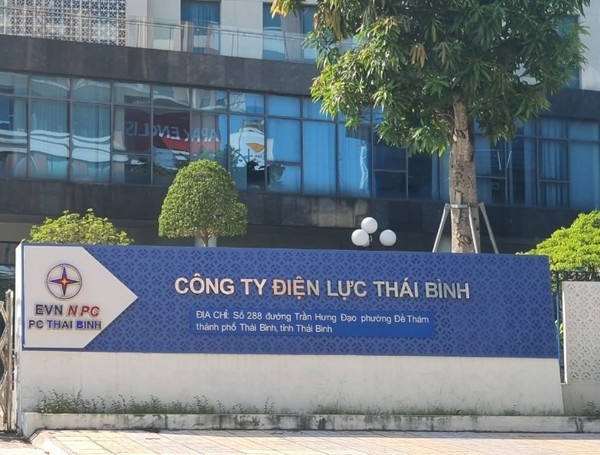 CÔNG TY ĐIỆN LỰC THÁI BÌNH
ĐỊA CHỈ: Số 288 đường Trần Hưng Đạo phường Đề Thám
thành phố Thái Bình, tỉnh Thái Bình
EVN NPC
PC THAI BINH